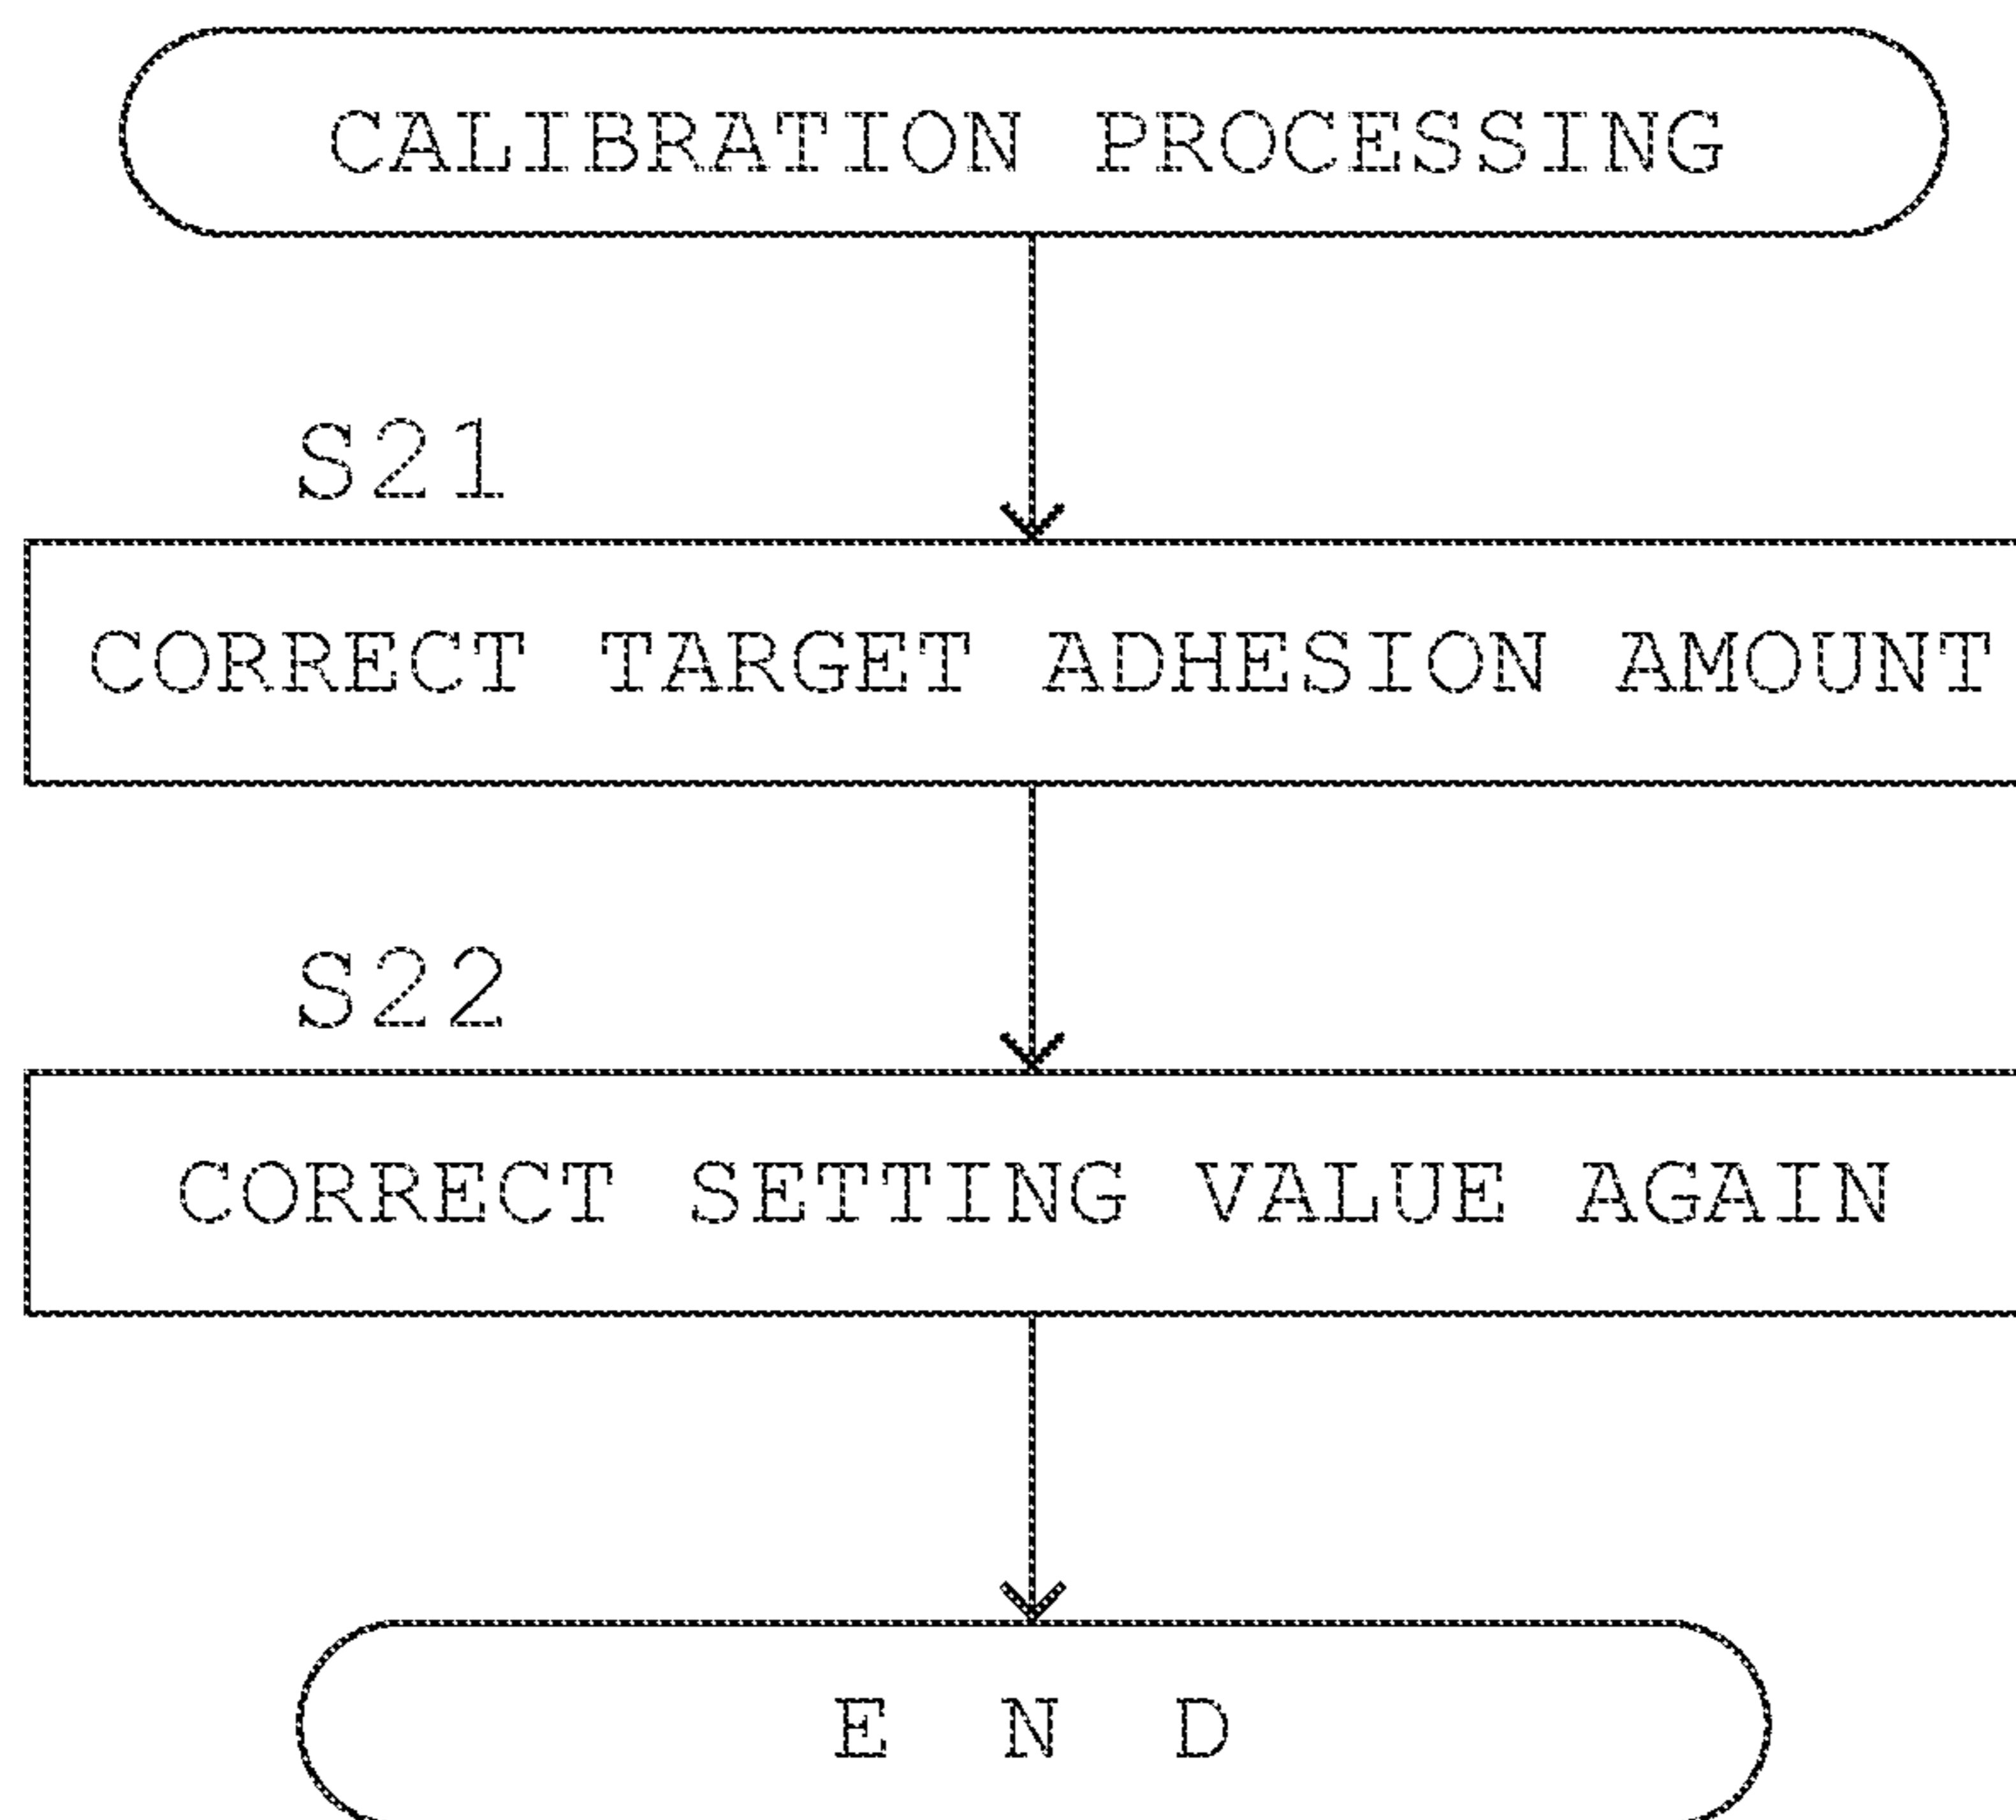 CALIBRATION PROCESSING
S21
CORRECT TARGET ADHESION AMOUNT
S22
CORRECT SETTING VALUE AGAIN
E N D